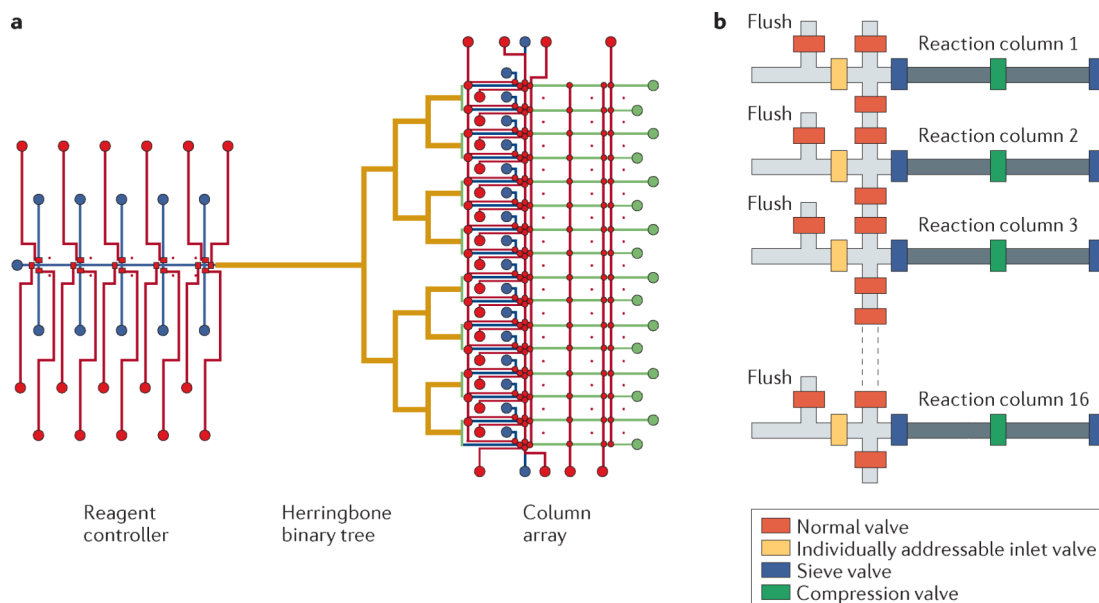 a
Reagent
controller
Herringbone
binary tree
Column
array
b
Flush
Reaction column 1
Flush
Reaction column 2
Flush
Reaction column 3
Flush
Reaction column 16
Normal valve
Individually addressable inlet valve
Sieve valve
Compression valve